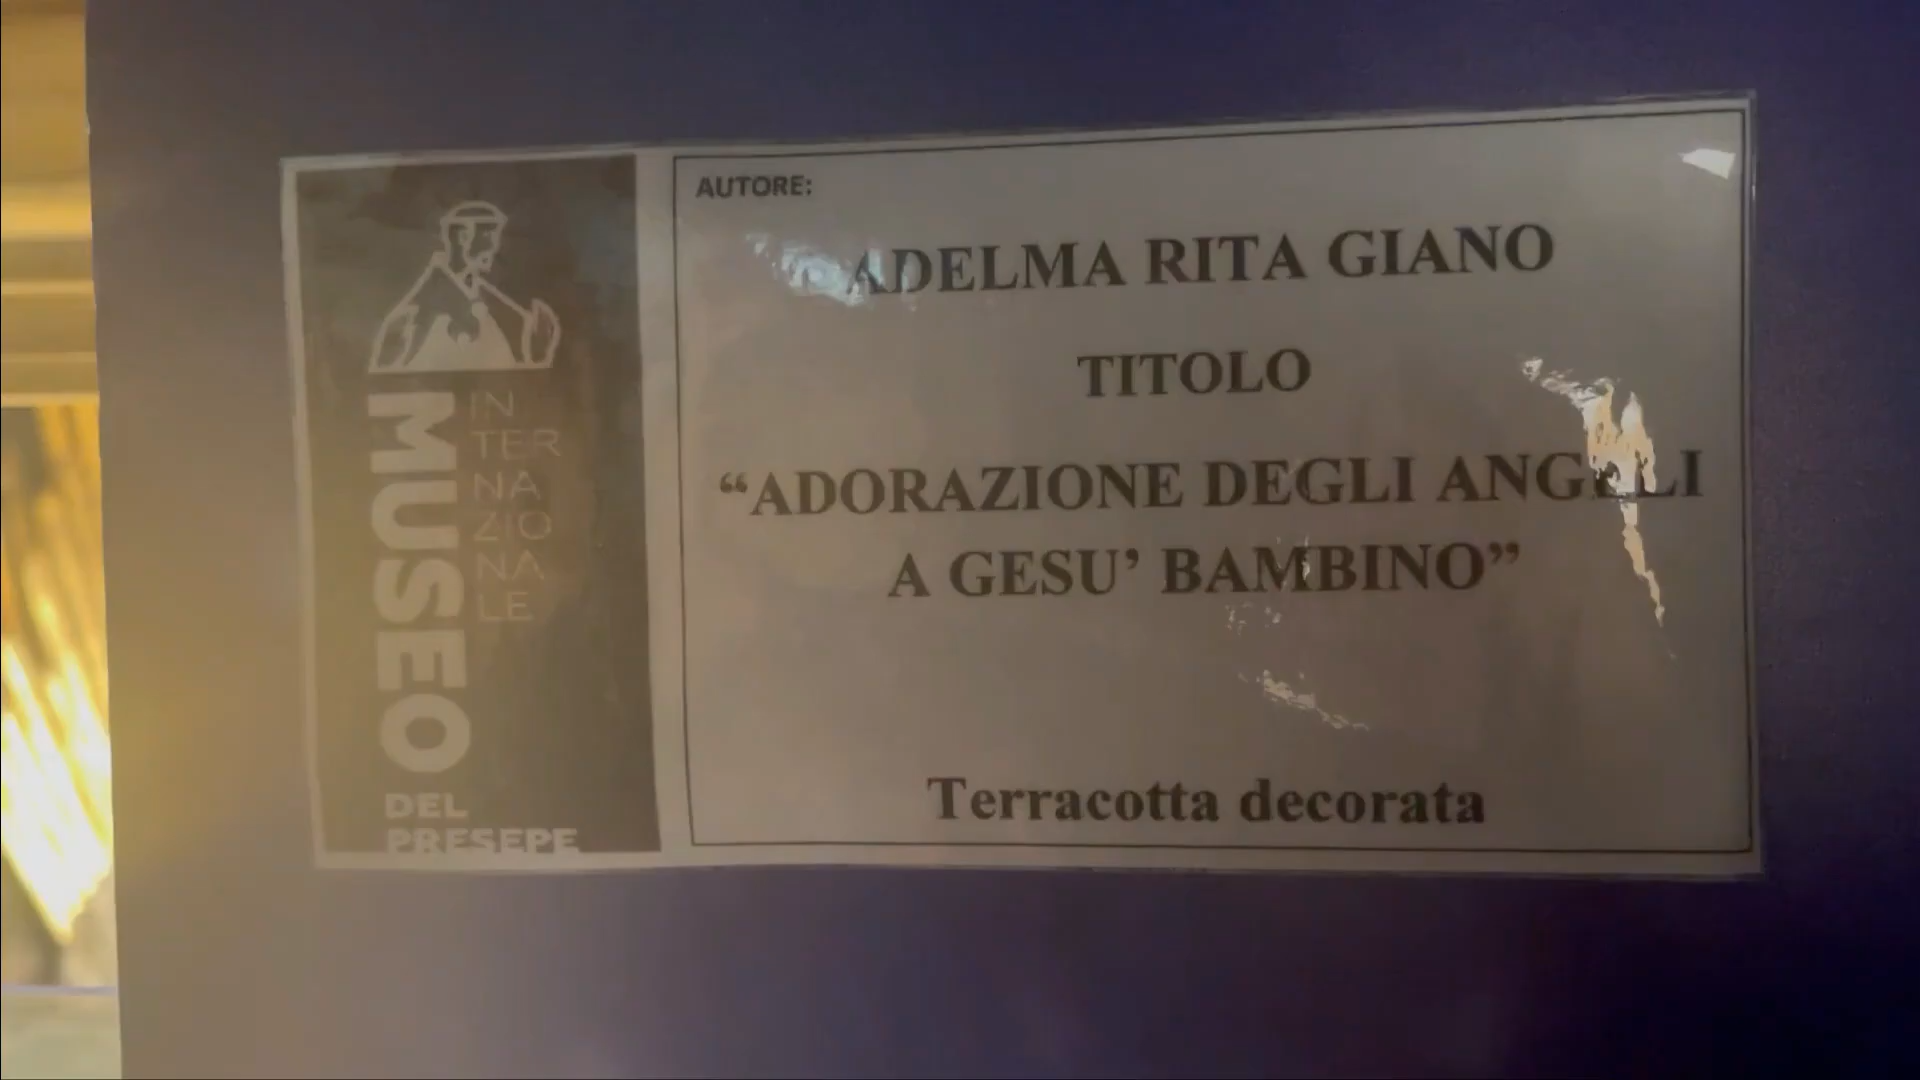 MUSEO
IN
TER
NA
ZIO
NA
LE
DEL
PRESEPE
AUTORE:
ADELMA RITA GIANO
TITOLO
“ADORAZIONE DEGLI ANGELI
A GESU’ BAMBINO”
Terracotta decorata